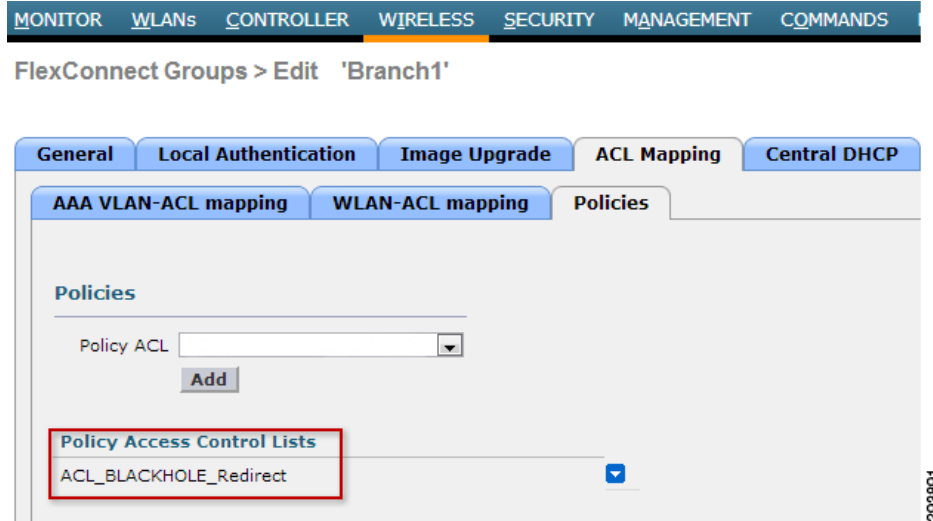 MONITOR WLANs CONTROLLER WIRELESS SECURITY MANAGEMENT COMMANDS
FlexConnect Groups > Edit 'Branch1'
General Local Authentication Image Upgrade ACL Mapping Central DHCP
AAA VLAN-ACL mapping WLAN-ACL mapping Policies
Policies
Policy ACL
Add
Policy Access Control Lists
ACL_BLACKHOLE_Redirect